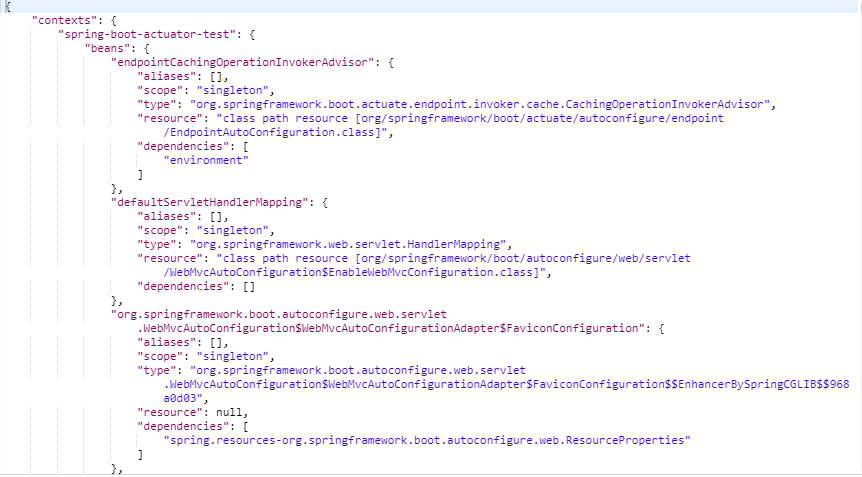 {
"contexts": {
"spring-boot-actuator-test": {
"beans": {
"endpointCachingOperationInvokerAdvisor": {
"aliases": [],
"scope": "singleton",
"type": "org.springframework.boot.actuate.endpoint.invoker.cache.CachingOperationInvokerAdvisor",
"resource": "class path resource [org/springframework/boot/actuate/autoconfigure/endpoint
/EndpointAutoConfiguration.class]",
"dependencies": [
"environment"
]
},
"defaultServletHandlerMapping": {
"aliases": [],
"scope": "singleton",
"type": "org.springframework.web.servlet.HandlerMapping",
"resource": "class path resource [org/springframework/boot/autoconfigure/web/servlet
/WebMvcAutoConfiguration$EnableWebMvcConfiguration.class]",
"dependencies": []
},
"org.springframework.boot.autoconfigure.web.servlet
.WebMvcAutoConfiguration$WebMvcAutoConfigurationAdapter$FaviconConfiguration": {
"aliases": [],
"scope": "singleton",
"type": "org.springframework.boot.autoconfigure.web.servlet
.WebMvcAutoConfiguration$WebMvcAutoConfigurationAdapter$FaviconConfiguration$$EnhancerBySpringCGLIB$$968
a0d03",
"resource": null,
"dependencies": [
"spring.resources-org.springframework.boot.autoconfigure.web.ResourceProperties"
]
},